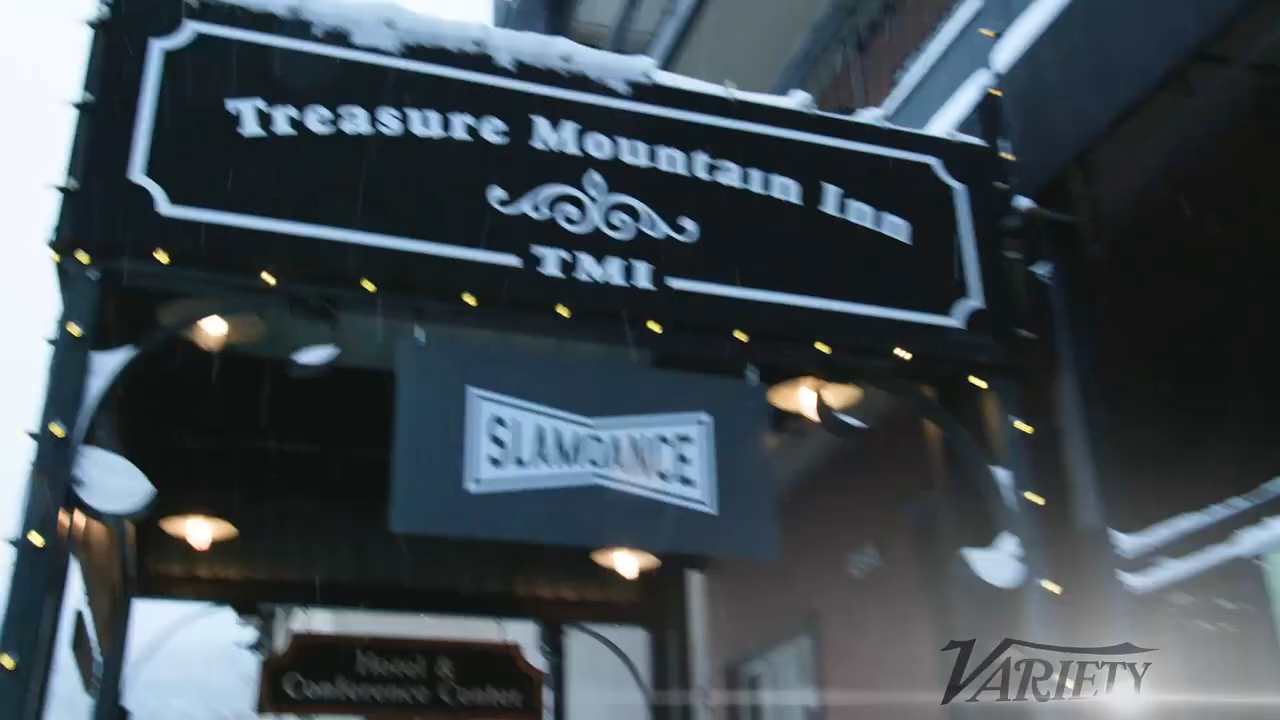 Treasure Mountain Inn
TMI
SLAMDANCE
Hotel &
Conference Center
VARIETY